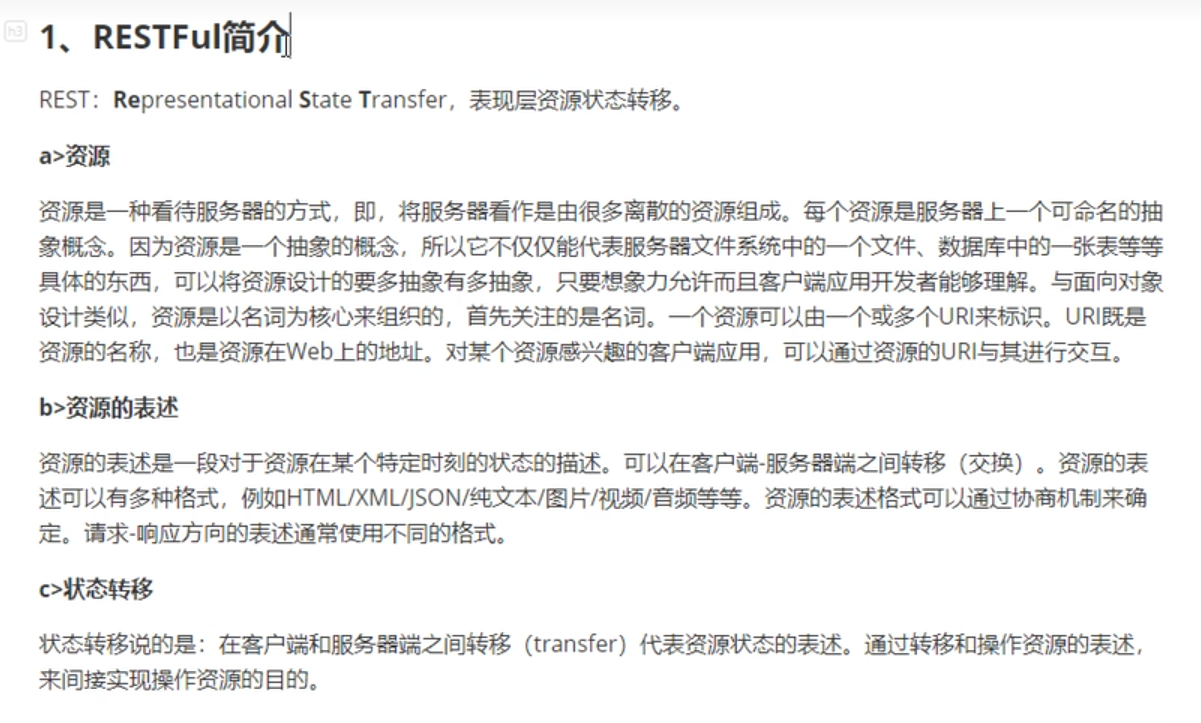 h3
1、RESTFul简介
REST：Representational State Transfer，表现层资源状态转移。
a>资源
资源是一种看待服务器的方式，即，将服务器看作是由很多离散的资源组成。每个资源是服务器上一个可命名的抽
象概念。因为资源是一个抽象的概念，所以它不仅仅能代表服务器文件系统中的一个文件、数据库中的一张表等等
具体的东西，可以将资源设计的要多抽象有多抽象，只要想象力允许而且客户端应用开发者能够理解。与面向对象
设计类似，资源是以名词为核心来组织的，首先关注的是名词。一个资源可以由一个或多个URI来标识。URI既是
资源的名称，也是资源在Web上的地址。对某个资源感兴趣的客户端应用，可以通过资源的URI与其进行交互。
b>资源的表述
资源的表述是一段对于资源在某个特定时刻的状态的描述。可以在客户端-服务器端之间转移（交换）。资源的表
述可以有多种格式，例如HTML/XML/JSON/纯文本/图片/视频/音频等等。资源的表述格式可以通过协商机制来确
定。请求-响应方向的表述通常使用不同的格式。
c>状态转移
状态转移说的是：在客户端和服务器端之间转移（transfer）代表资源状态的表述。通过转移和操作资源的表述，
来间接实现操作资源的目的。